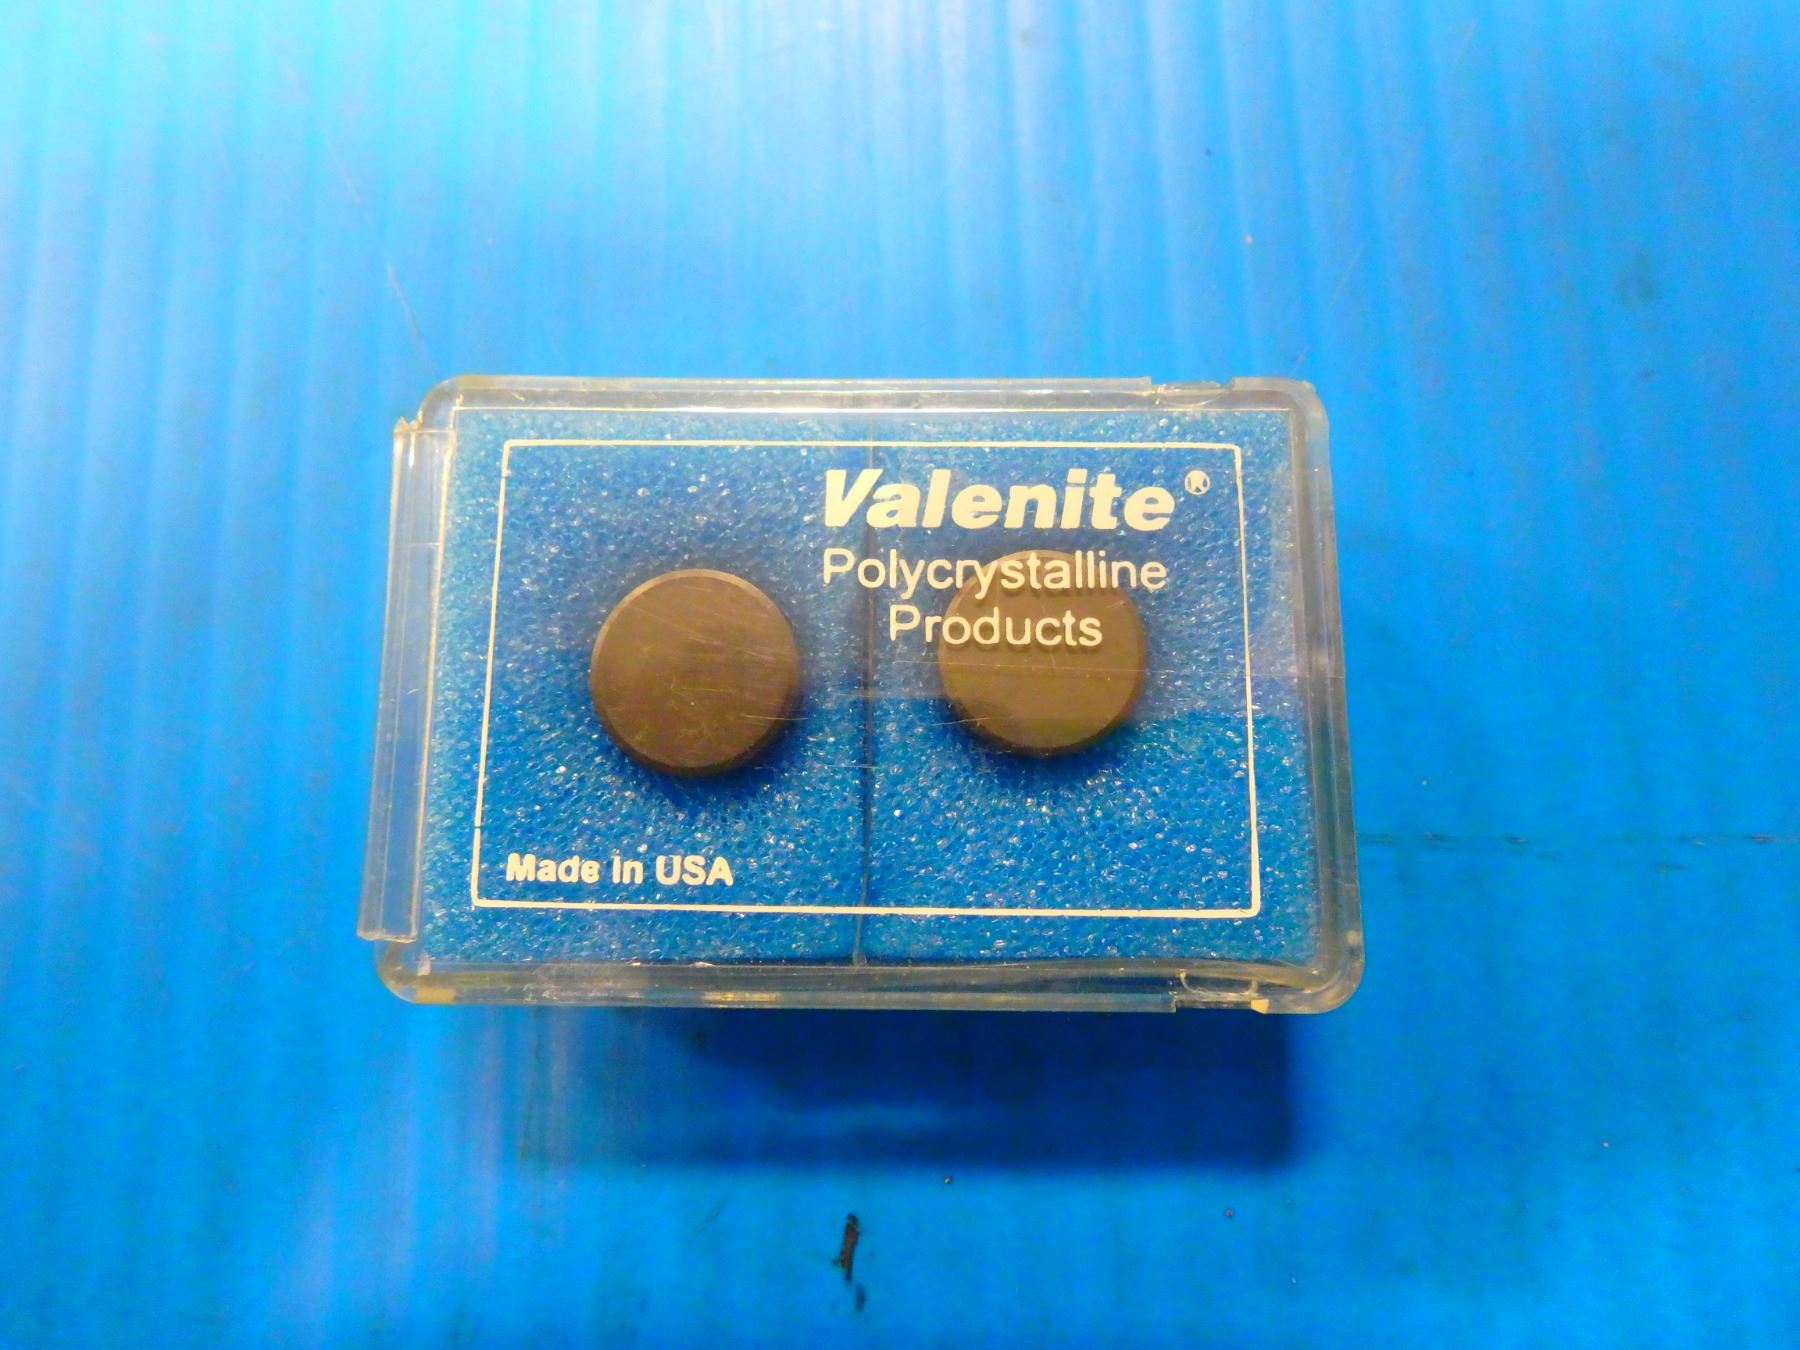 Valenite®
Polycrystalline
Products
Made in USA